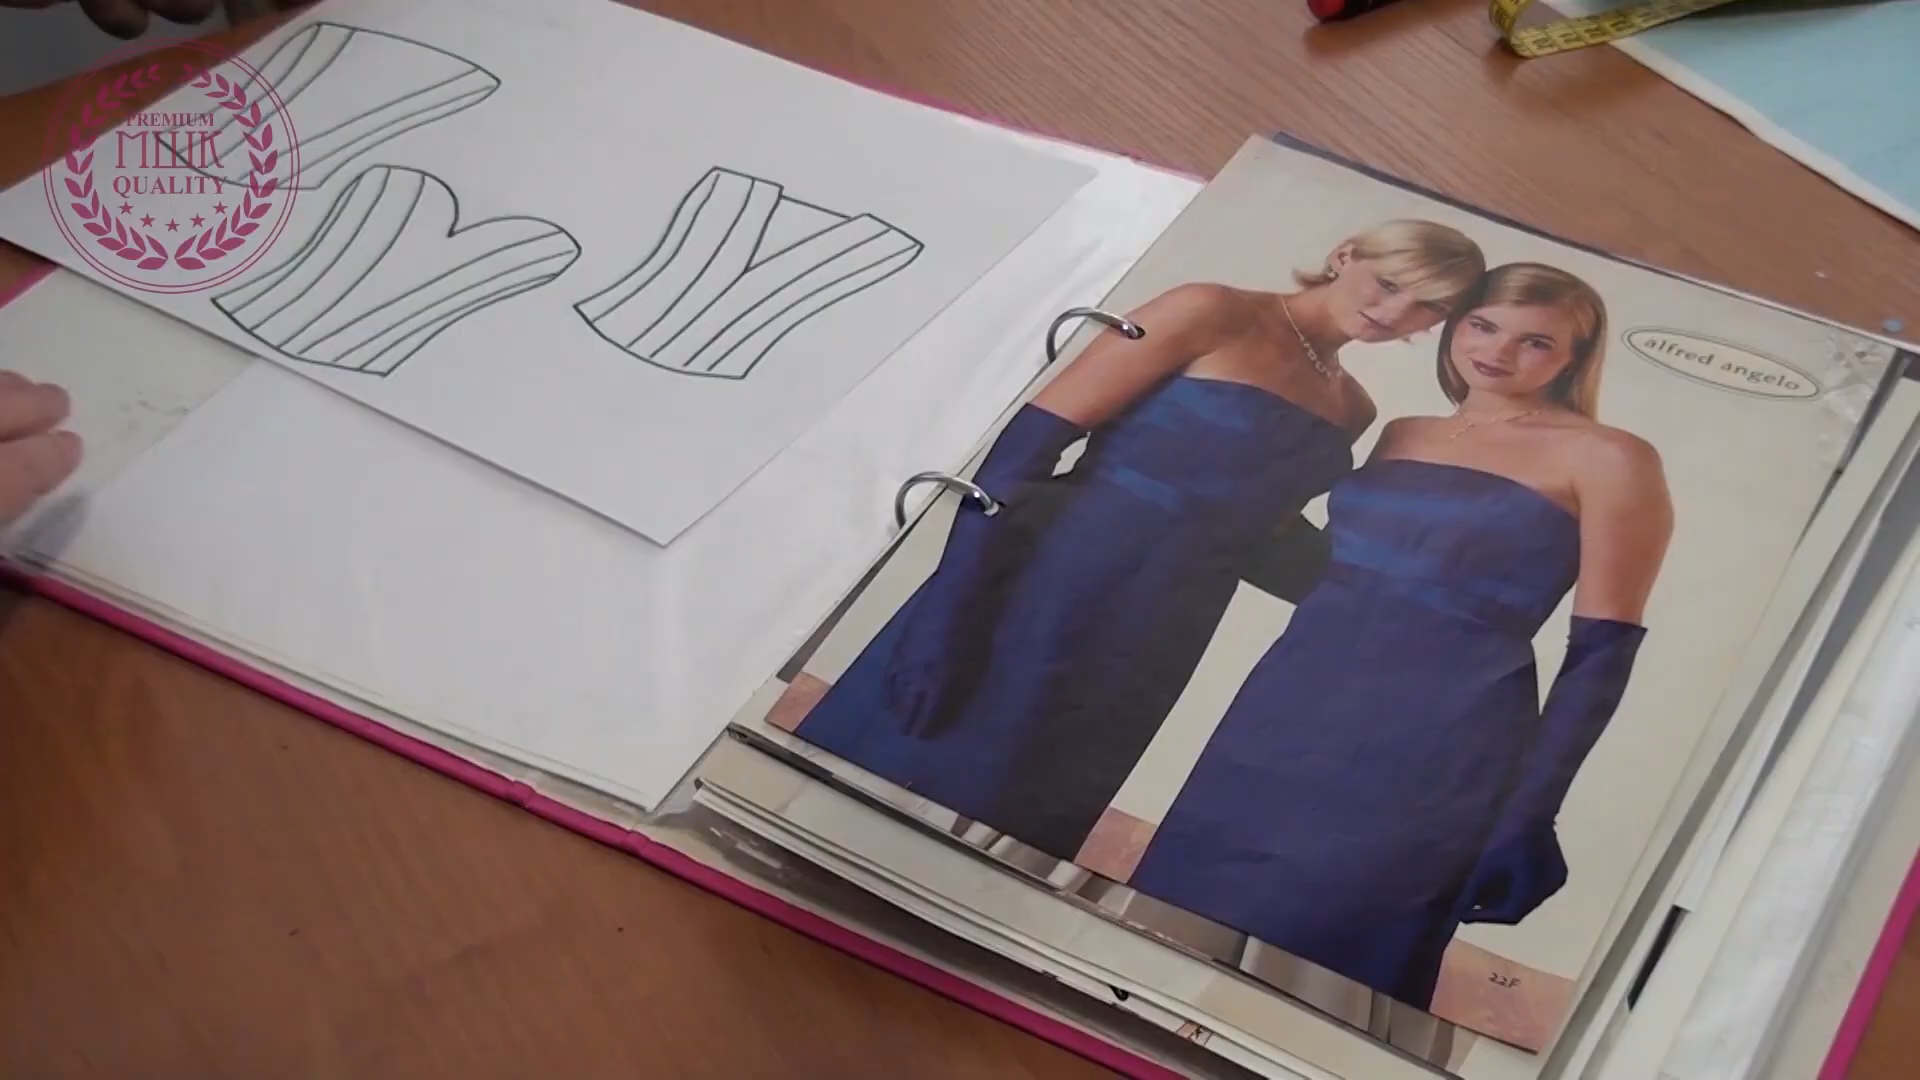 PREMIUM
МШК
QUALITY
alfred angelo
22F